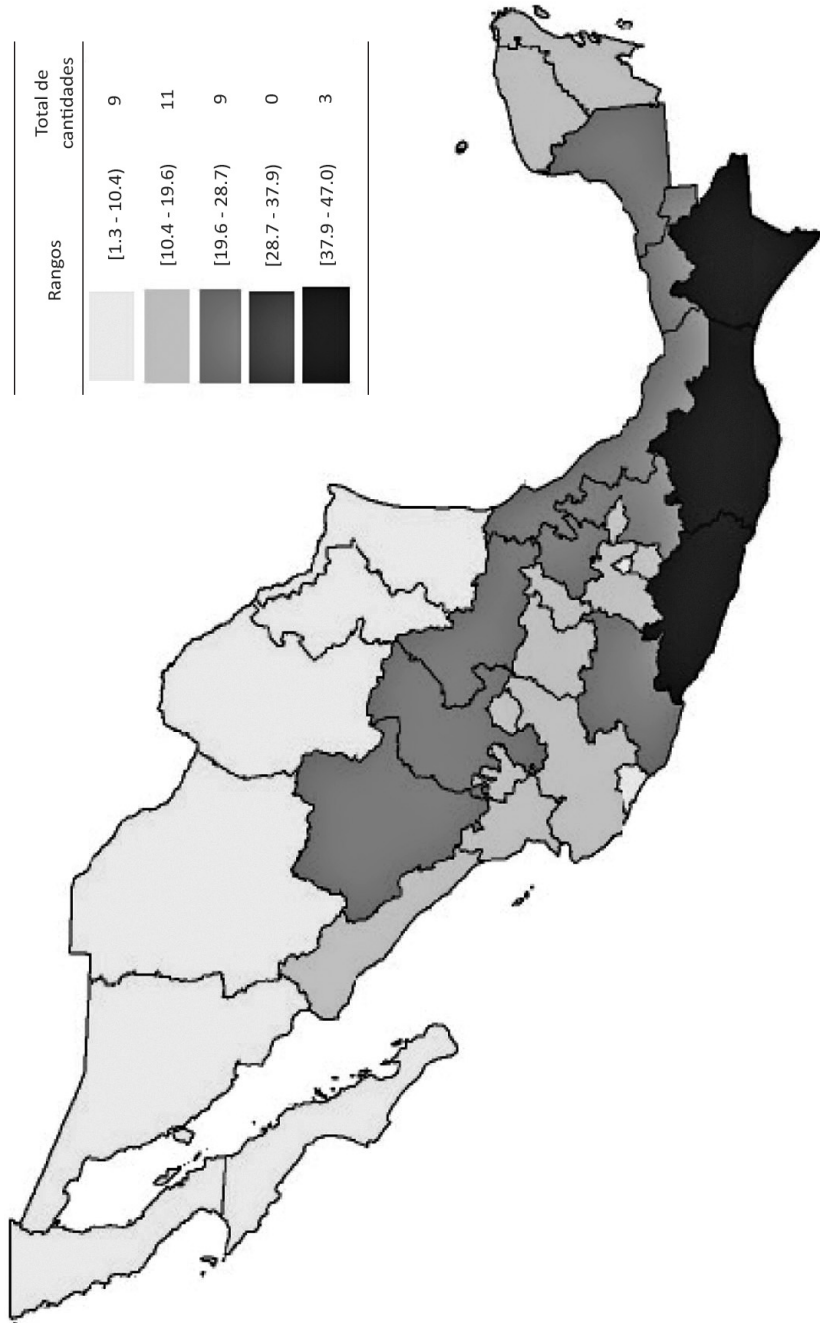 Rangos Total de
cantidades
[1.3 - 10.4) 9
[10.4 - 19.6) 11
[19.6 - 28.7) 9
[28.7 - 37.9) 0
[37.9 - 47.0) 3